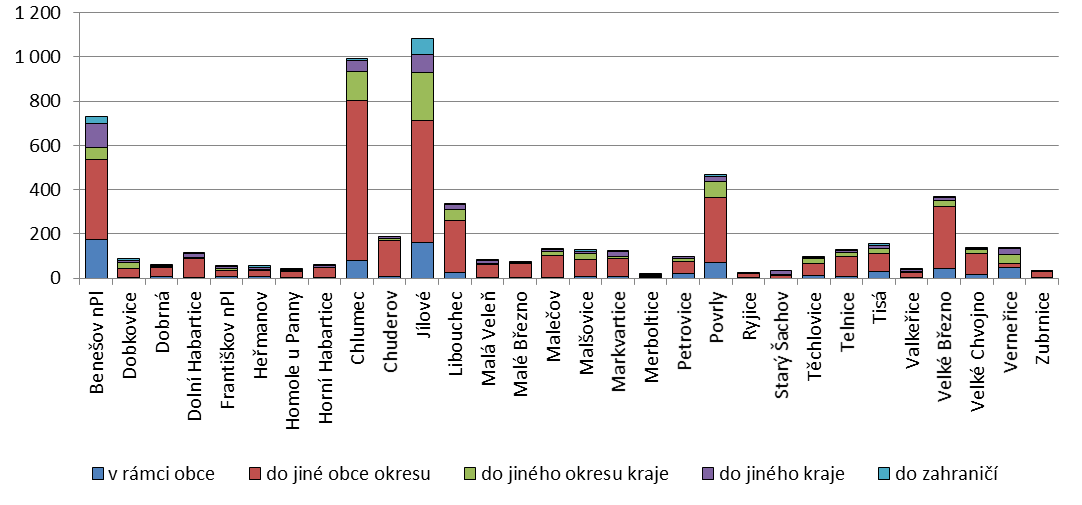 1 200
1 000
800
600
400
200
0
Benešov nPl
Dobkovice
Dobrná
Dolní Habartice
Františkov nPl
Heřmanov
Homole u Panny
Horní Habartice
Chlumec
Chuderov
Jílové
Libouchec
Malá Veleň
Malé Březno
Malečov
Malšovice
Markvartice
Merboltice
Petrovice
Povrly
Ryjice
Starý Šachov
Těchlovice
Telnice
Tisá
Valkeřice
Velké Březno
Velké Chvojno
Verneřice
Zubrnice
v rámci obce do jiné obce okresu do jiného okresu kraje do jiného kraje do zahraničí